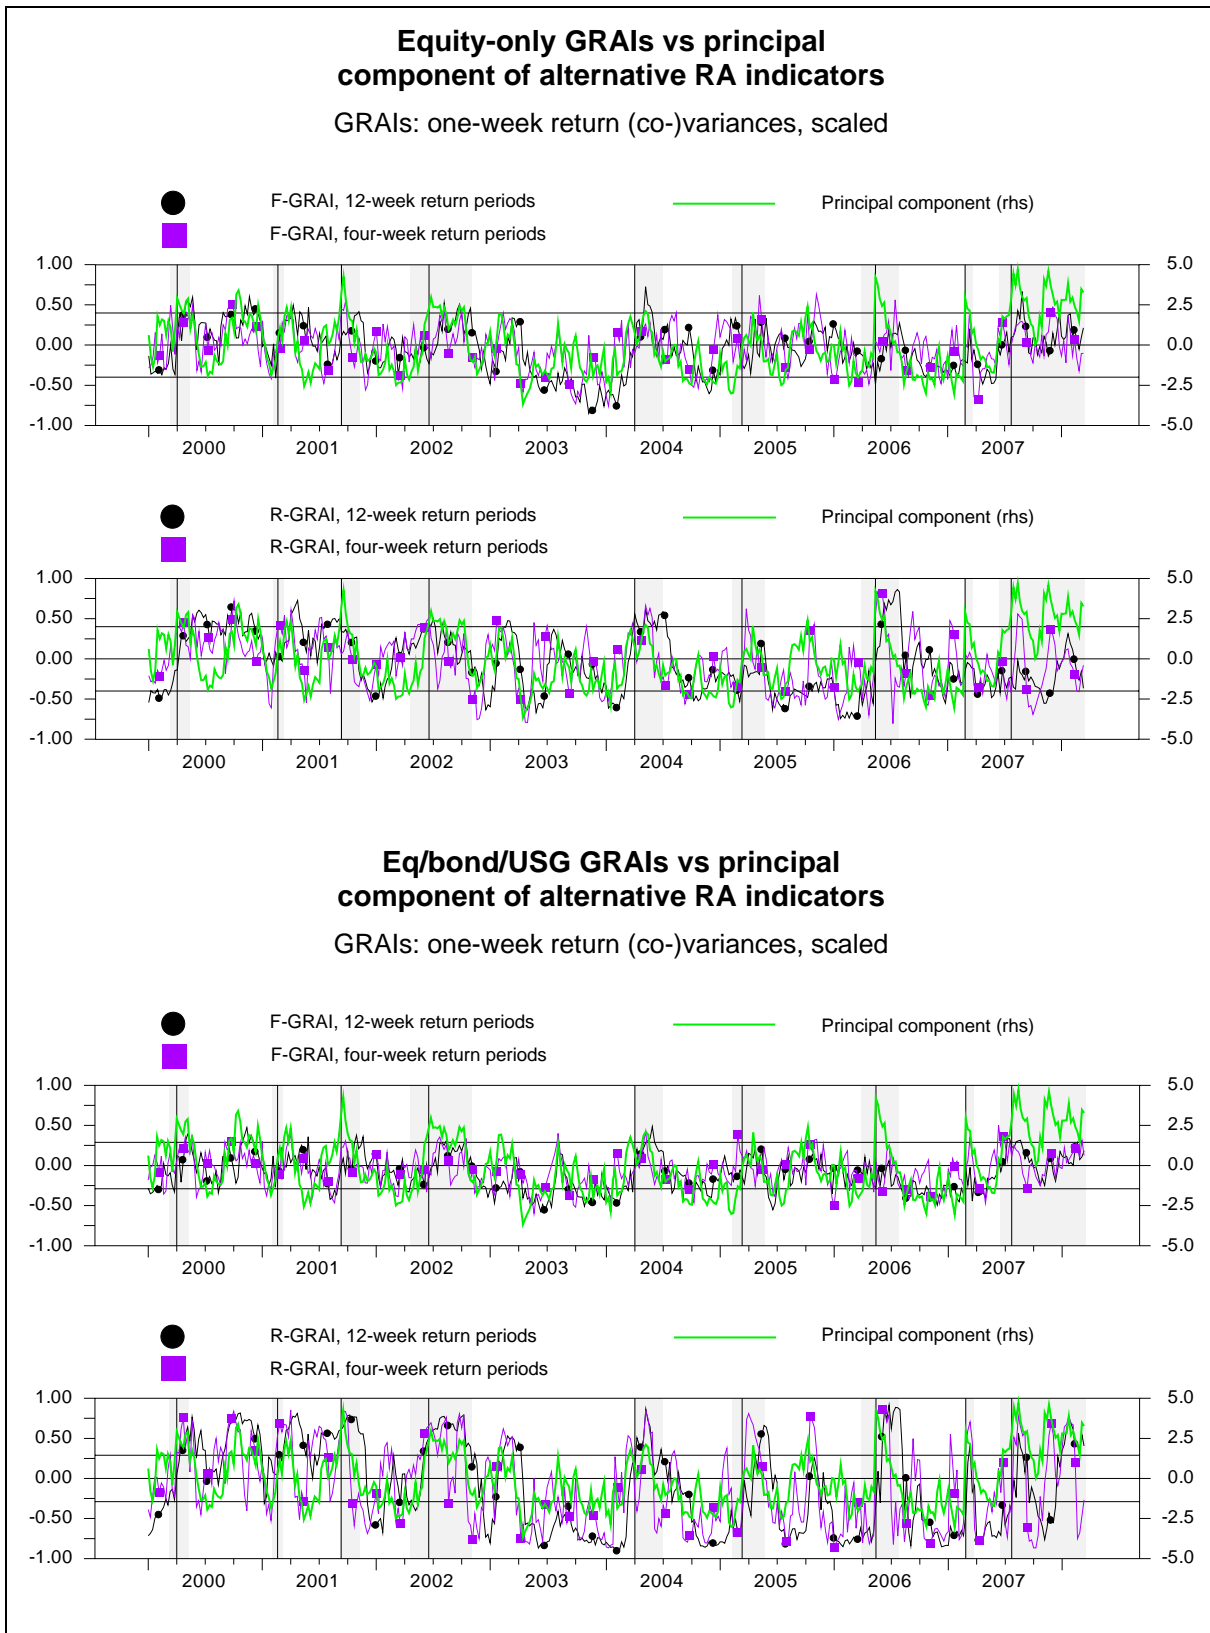 Equity-only GRAIs vs principal
component of alternative RA indicators
GRAIs: one-week return (co-)variances, scaled
F-GRAI, 12-week return periods Principal component (rhs)
F-GRAI, four-week return periods
1.00 5.0
0.50 2.5
0.00 0.0
-0.50 -2.5
-1.00 -5.0
2000 2001 2002 2003 2004 2005 2006 2007
R-GRAI, 12-week return periods Principal component (rhs)
R-GRAI, four-week return periods
1.00 5.0
0.50 2.5
0.00 0.0
-0.50 -2.5
-1.00 -5.0
2000 2001 2002 2003 2004 2005 2006 2007
Eq/bond/USG GRAIs vs principal
component of alternative RA indicators
GRAIs: one-week return (co-)variances, scaled
F-GRAI, 12-week return periods Principal component (rhs)
F-GRAI, four-week return periods
1.00 5.0
0.50 2.5
0.00 0.0
-0.50 -2.5
-1.00 -5.0
2000 2001 2002 2003 2004 2005 2006 2007
R-GRAI, 12-week return periods Principal component (rhs)
R-GRAI, four-week return periods
1.00 5.0
0.50 2.5
0.00 0.0
-0.50 -2.5
-1.00 -5.0
2000 2001 2002 2003 2004 2005 2006 2007